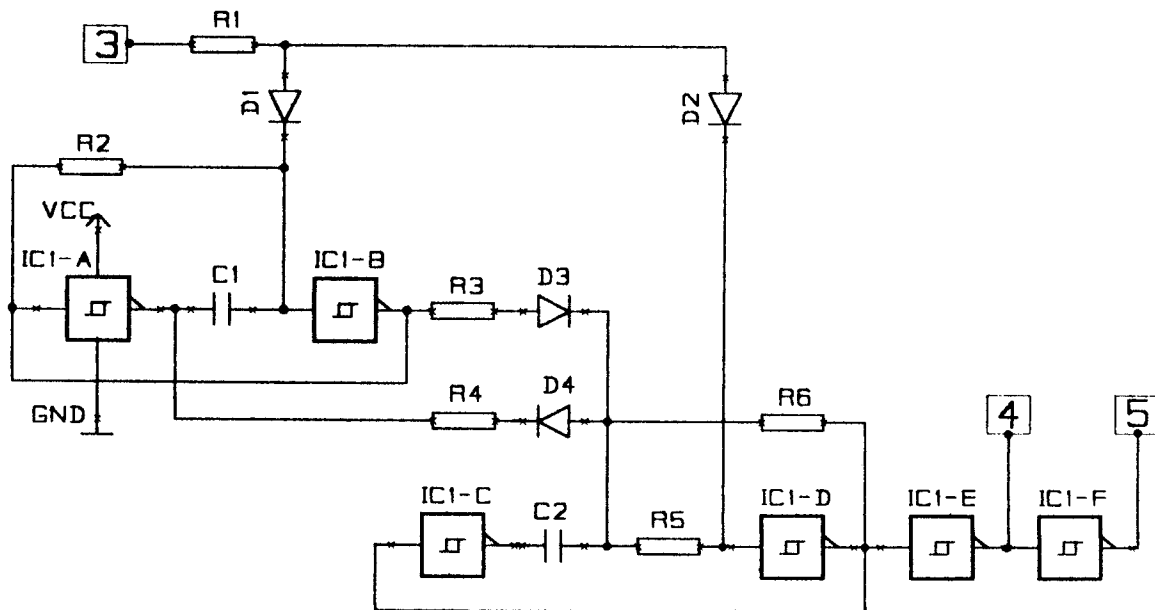 R1
3
D1
D2
R2
VCC
IC1-A
C1
IC1-B
R3
D3
GND
R4
D4
R6
4
5
IC1-C
C2
R5
IC1-D
IC1-E
IC1-F